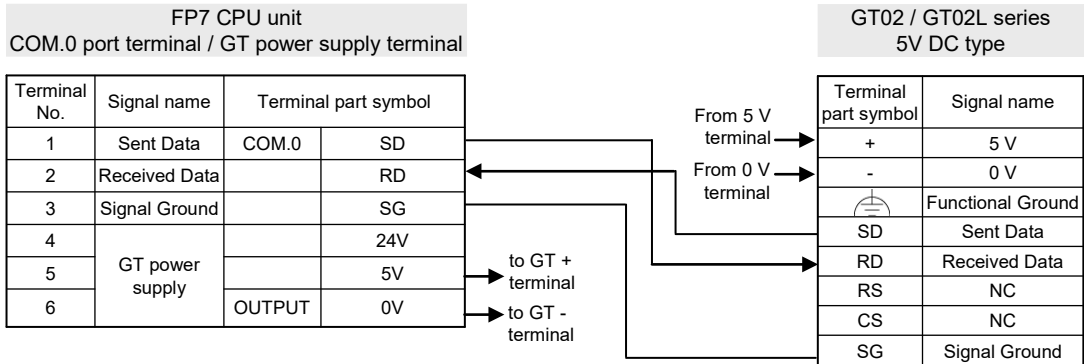 FP7 CPU unit
COM.0 port terminal / GT power supply terminal
Terminal No. Signal name Terminal part symbol
1 Sent Data COM.0 SD
2 Received Data RD
3 Signal Ground SG
4 GT power supply 24V
5 5V
6 OUTPUT 0V
to GT +
terminal
to GT -
terminal
From 5 V
terminal
From 0 V
terminal
GT02 / GT02L series
5V DC type
Terminal part symbol Signal name
+ 5 V
- 0 V
Functional Ground
SD Sent Data
RD Received Data
RS NC
CS NC
SG Signal Ground